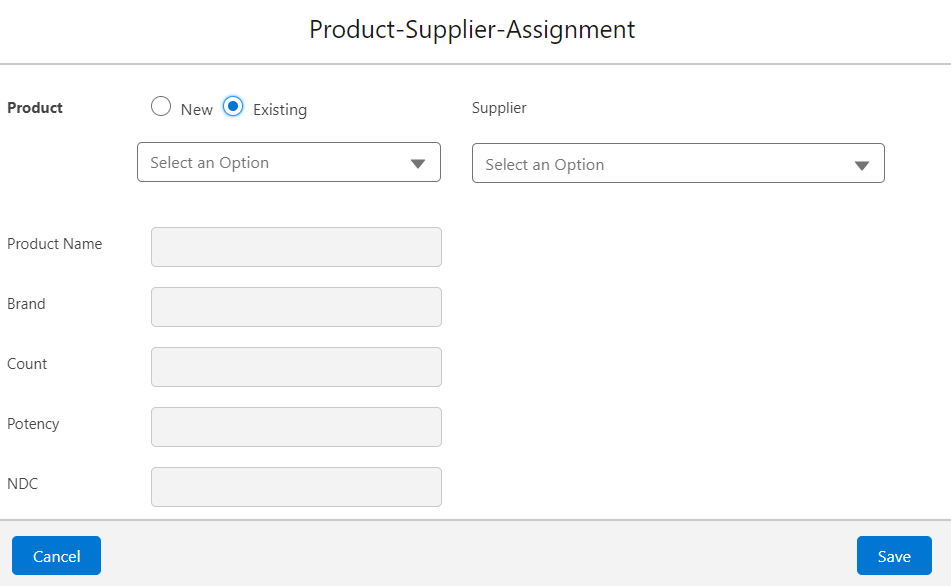 Product-Supplier-Assignment
Product New Existing Supplier
Select an Option Select an Option
Product Name
Brand
Count
Potency
NDC
Cancel Save